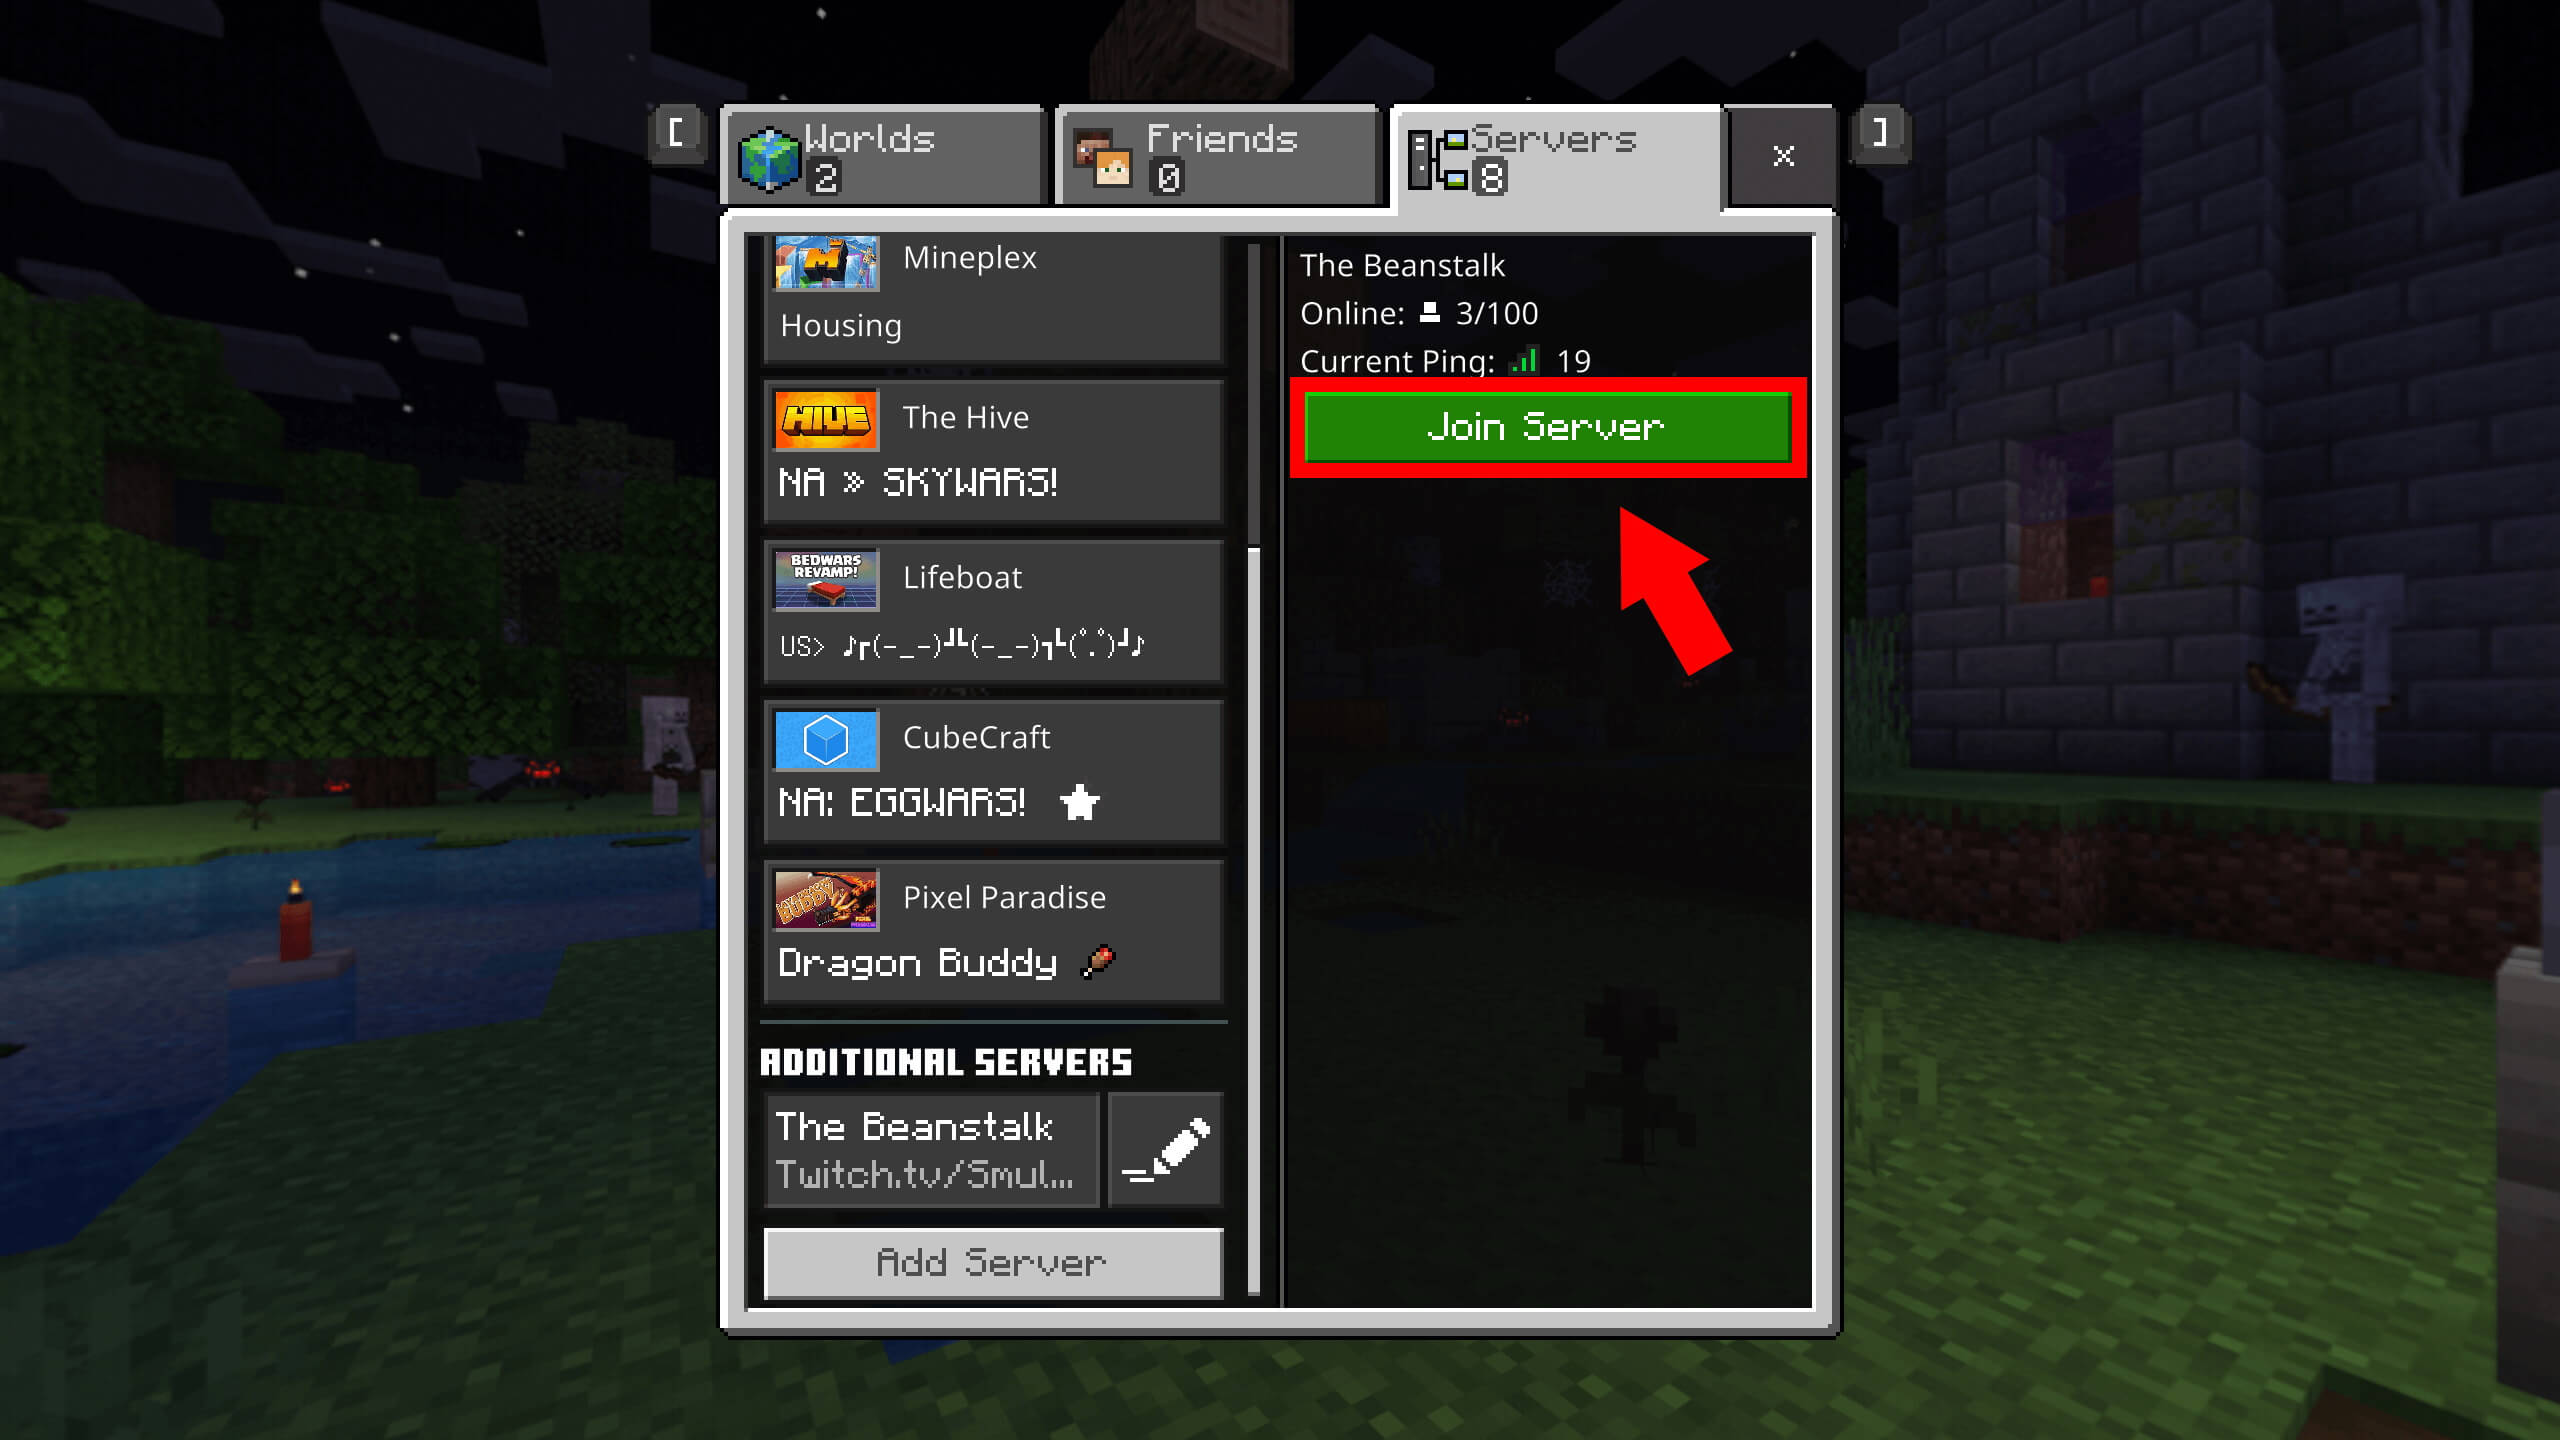 [
Worlds
2
Friends
0
Servers
8
×
]
Mineplex
Housing
HIVE
The Hive
NA » SKYWARS!
BEDWARS
REVAMP!
Lifeboat
US> ♪┏(-_-)┛┗(-_-)┓┗(°.°)┛♪
CubeCraft
NA: EGGWARS! ★
BUDDY
Pixel Paradise
Dragon Buddy
ADDITIONAL SERVERS
The Beanstalk
Twitch.tv/Smul...
Add Server
The Beanstalk
Online: 3/100
Current Ping: 19
Join Server